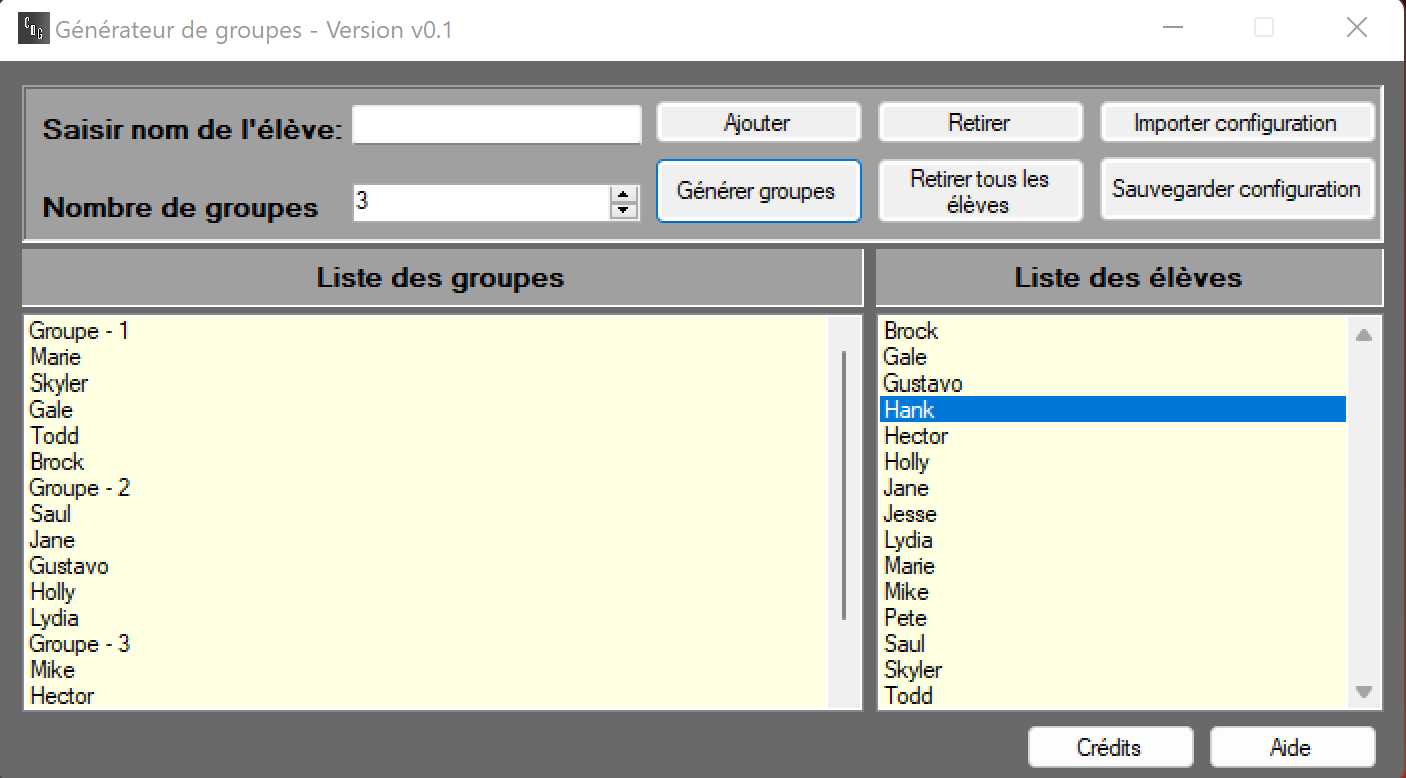 Générateur de groupes - Version v0.1
Saisir nom de l'élève:
Ajouter
Retirer
Importer configuration
Nombre de groupes
3
Générer groupes
Retirer tous les
élèves
Sauvegarder configuration
Liste des groupes
Groupe - 1
Marie
Skyler
Gale
Todd
Brock
Groupe - 2
Saul
Jane
Gustavo
Holly
Lydia
Groupe - 3
Mike
Hector
Liste des élèves
Brock
Gale
Gustavo
Hank
Hector
Holly
Jane
Jesse
Lydia
Marie
Mike
Pete
Saul
Skyler
Todd
Crédits
Aide